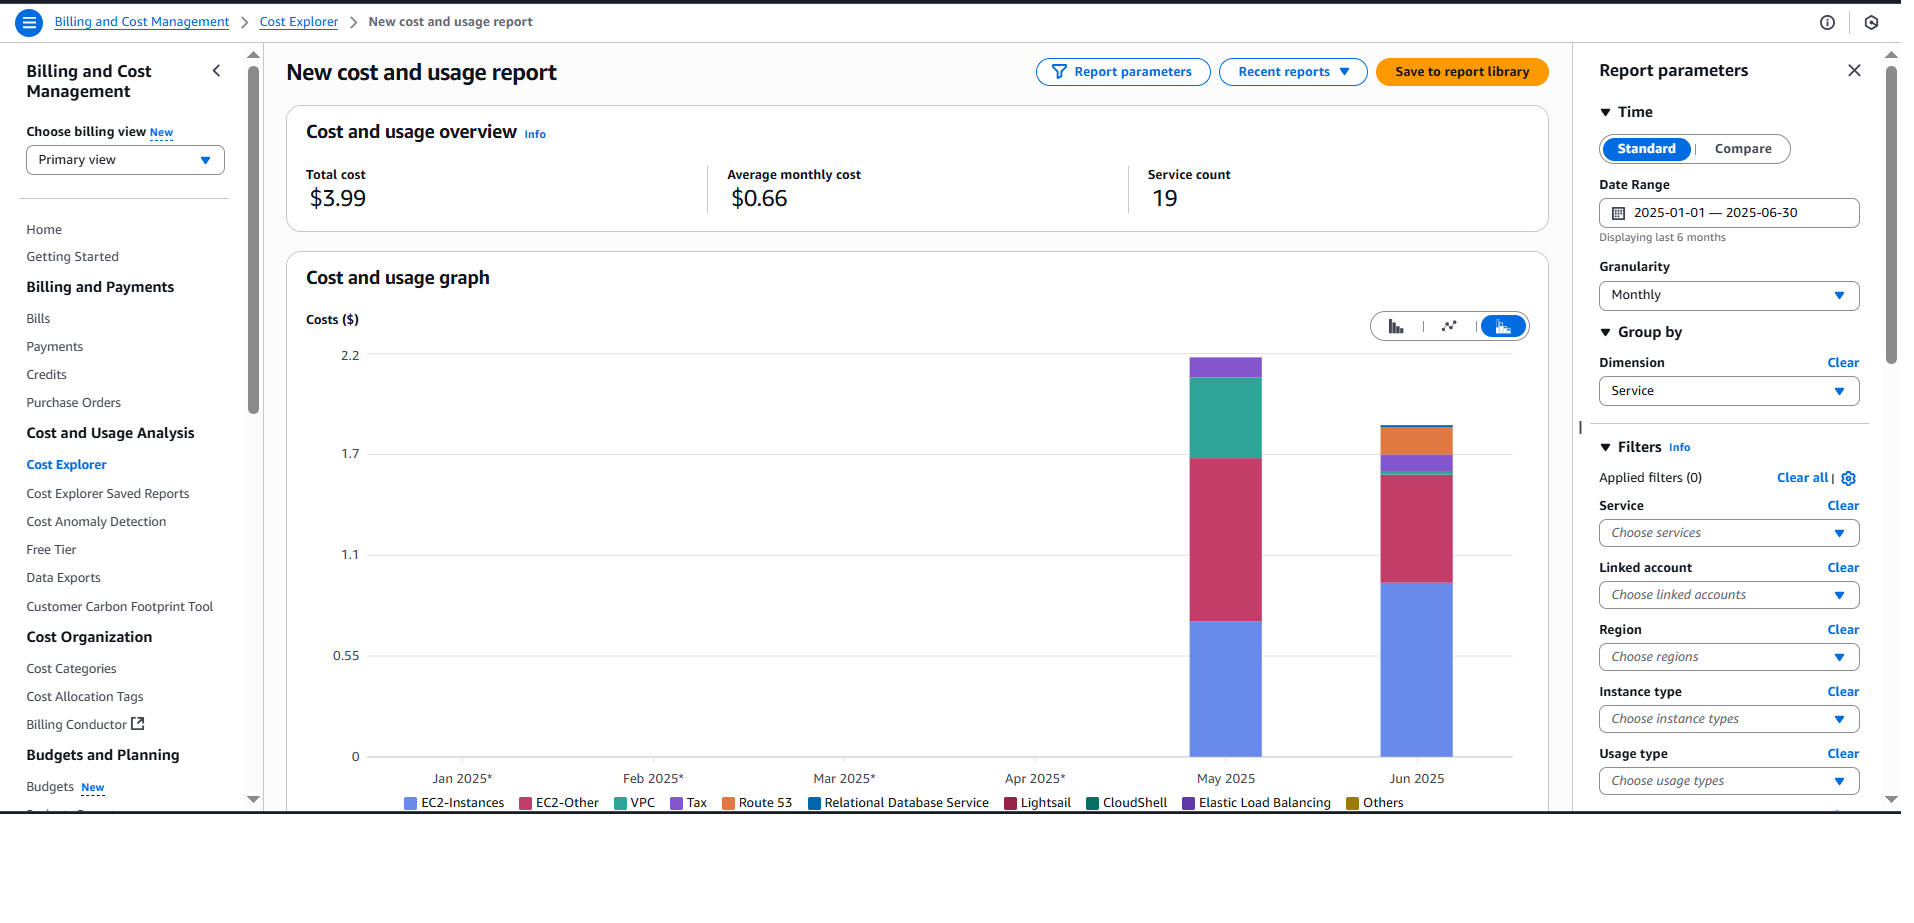 Billing and Cost Management > Cost Explorer > New cost and usage report
Billing and Cost
Management
Choose billing view New
Primary view
Home
Getting Started
Billing and Payments
Bills
Payments
Credits
Purchase Orders
Cost and Usage Analysis
Cost Explorer
Cost Explorer Saved Reports
Cost Anomaly Detection
Free Tier
Data Exports
Customer Carbon Footprint Tool
Cost Organization
Cost Categories
Cost Allocation Tags
Billing Conductor
Budgets and Planning
Budgets New
New cost and usage report
Report parameters
Recent reports
Save to report library
Cost and usage overview Info
Total cost
$3.99
Average monthly cost
$0.66
Service count
19
Cost and usage graph
Costs ($)
2.2
1.7
1.1
0.55
0
Jan 2025* Feb 2025* Mar 2025* Apr 2025* May 2025 Jun 2025
EC2-Instances EC2-Other VPC Tax Route 53 Relational Database Service Lightsail CloudShell Elastic Load Balancing Others
Report parameters
Time
Standard | Compare
Date Range
2025-01-01 — 2025-06-30
Displaying last 6 months
Granularity
Monthly
Group by
Dimension Clear
Service
Filters Info
Applied filters (0) Clear all |
Service Clear
Choose services
Linked account Clear
Choose linked accounts
Region Clear
Choose regions
Instance type Clear
Choose instance types
Usage type Clear
Choose usage types